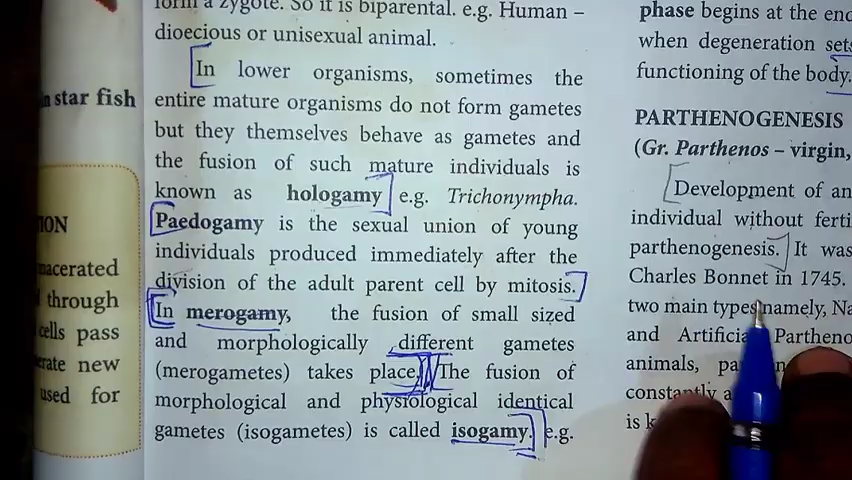 form a zygote. So it is biparental. e.g. Human –
dioecious or unisexual animal.
In lower organisms, sometimes the
entire mature organisms do not form gametes
but they themselves behave as gametes and
the fusion of such mature individuals is
known as hologamy e.g. Trichonympha.
Paedogamy is the sexual union of young
individuals produced immediately after the
division of the adult parent cell by mitosis.
In merogamy, the fusion of small sized
and morphologically different gametes
(merogametes) takes place. The fusion of
morphological and physiological identical
gametes (isogametes) is called isogamy. e.g.
star fish
macerated
through
cells pass
new
used for
phase begins at the end
when degeneration sets
functioning of the body.
PARTHENOGENESIS
(Gr. Parthenos – virgin,
Development of an
individual without
parthenogenesis. It was
Charles Bonnet in 1745.
two main types namely,
and
animals,
constantly
is